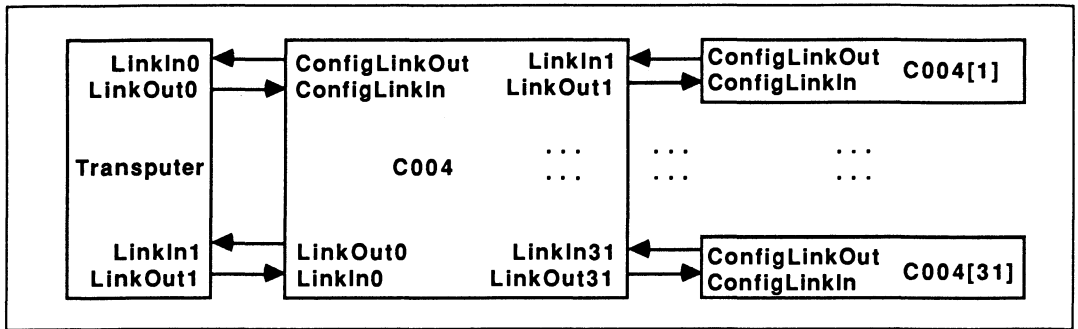 LinkIn0
LinkOut0
Transputer
LinkIn1
LinkOut1
ConfigLinkOut
ConfigLinkIn
C004
LinkOut0
LinkIn0
LinkIn1
LinkOut1
... ... ...
... ... ...
LinkIn31
LinkOut31
ConfigLinkOut
ConfigLinkIn
C004[1]
ConfigLinkOut
ConfigLinkIn
C004[31]